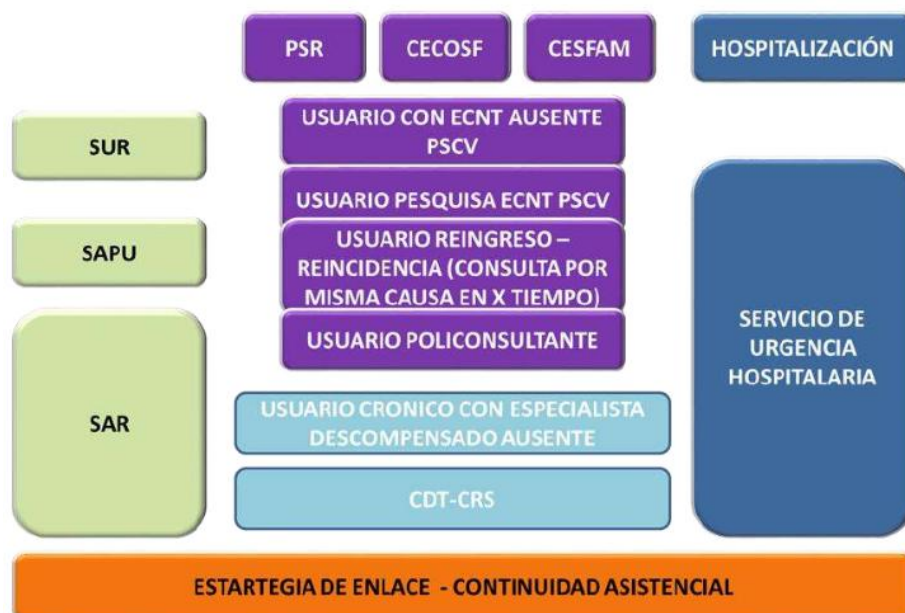 PSR
CECOSF
CESFAM
HOSPITALIZACIÓN
SUR
USUARIO CON ECNT AUSENTE
PSCV
USUARIO PESQUISA ECNT PSCV
SAPU
USUARIO REINGRESO –
REINCIDENCIA (CONSULTA POR
MISMA CAUSA EN X TIEMPO)
USUARIO POLICONSULTANTE
SERVICIO DE
URGENCIA
HOSPITALARIA
SAR
USUARIO CRONICO CON ESPECIALISTA
DESCOMPENSADO AUSENTE
CDT-CRS
ESTARTEGIA DE ENLACE - CONTINUIDAD ASISTENCIAL